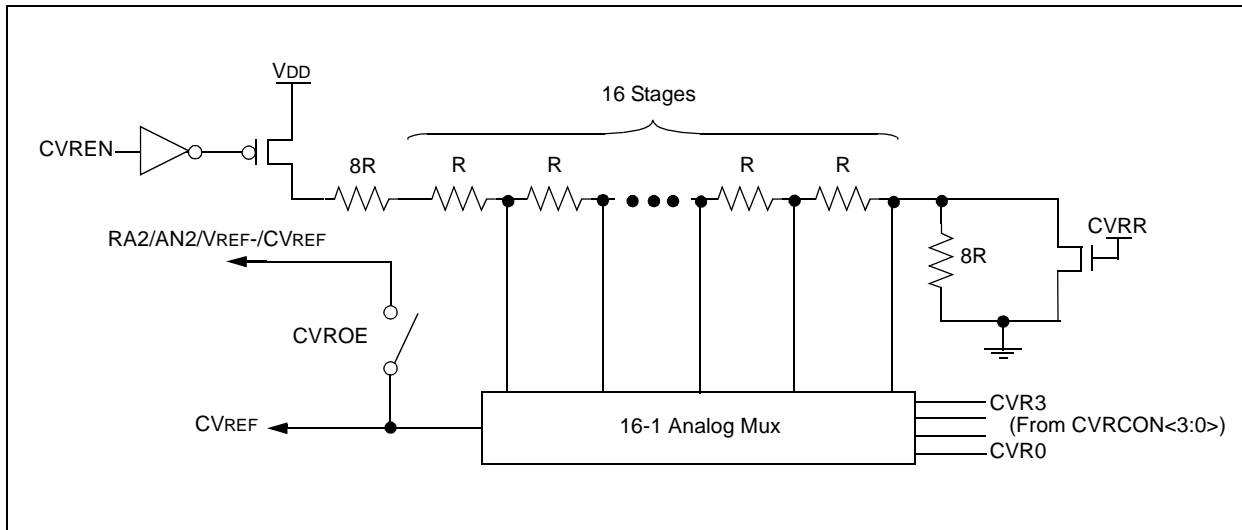 VDD
16 Stages
CVREN
8R
R
R
R
R
RA2/AN2/VREF-/CVREF
CVRR
8R
CVROE
CVREF
16-1 Analog Mux
CVR3
(From CVRCON<3:0>)
CVR0